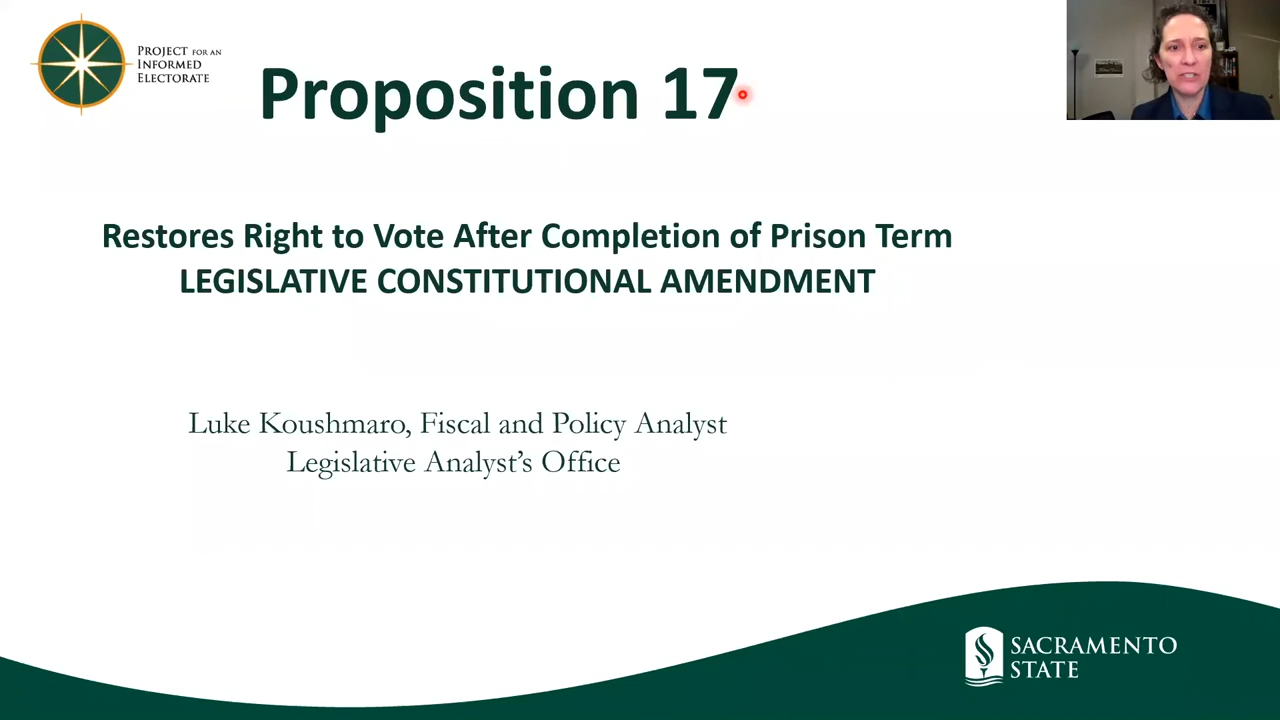 PROJECT FOR AN
INFORMED
ELECTORATE
Proposition 17
Restores Right to Vote After Completion of Prison Term
LEGISLATIVE CONSTITUTIONAL AMENDMENT
Luke Koushmaro, Fiscal and Policy Analyst
Legislative Analyst’s Office
SACRAMENTO
STATE